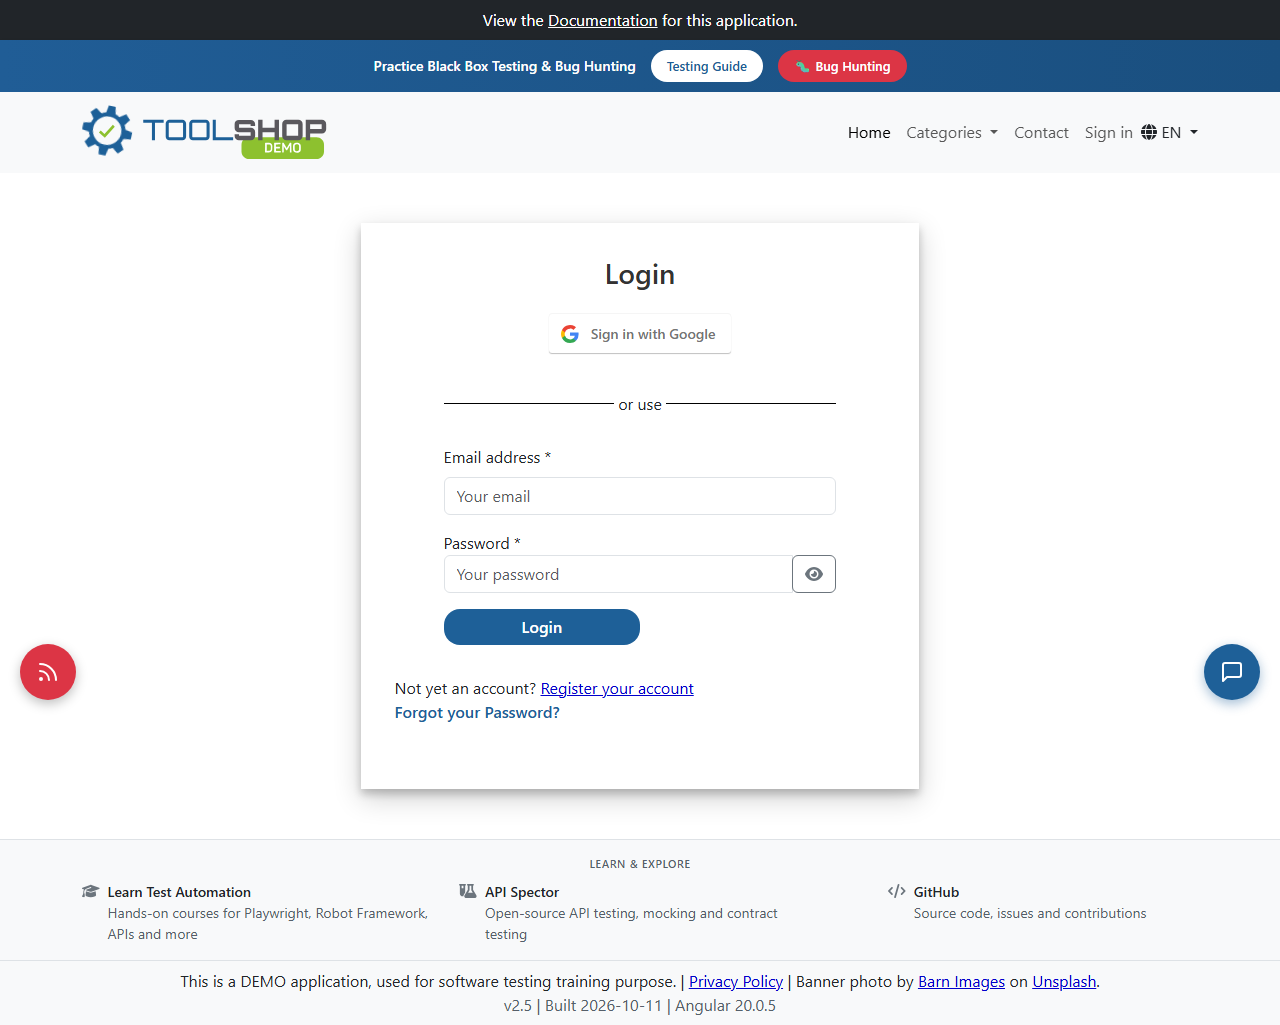 View the Documentation for this application.
Practice Black Box Testing & Bug Hunting
Testing Guide
Bug Hunting
TOOLSHOP
DEMO
Home
Categories
Contact
Sign in
EN
Login
Sign in with Google
or use
Email address *
Your email
Password *
Your password
Login
Not yet an account? Register your account
Forgot your Password?
LEARN & EXPLORE
Learn Test Automation
Hands-on courses for Playwright, Robot Framework,
APIs and more
API Spector
Open-source API testing, mocking and contract
testing
GitHub
Source code, issues and contributions
This is a DEMO application, used for software testing training purpose. | Privacy Policy | Banner photo by Barn Images on Unsplash.
v2.5 | Built 2026-10-11 | Angular 20.0.5